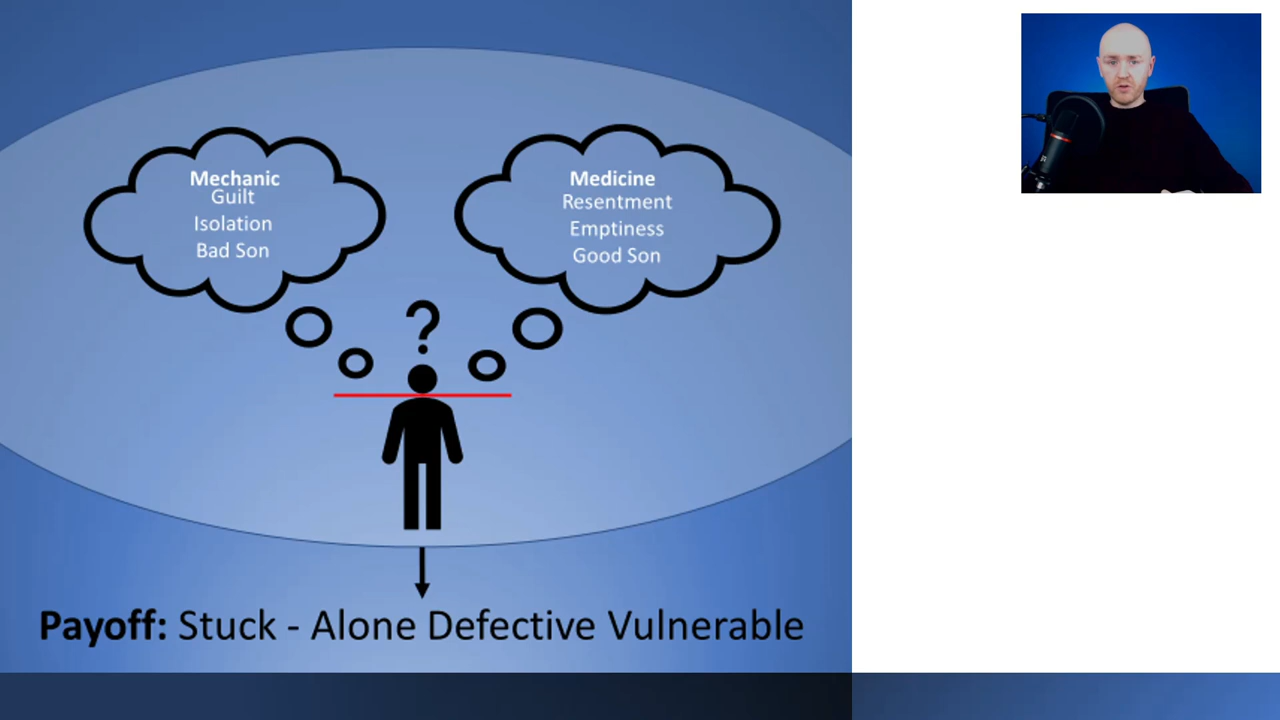 Mechanic
Guilt
Isolation
Bad Son
Medicine
Resentment
Emptiness
Good Son
?
Payoff: Stuck - Alone Defective Vulnerable